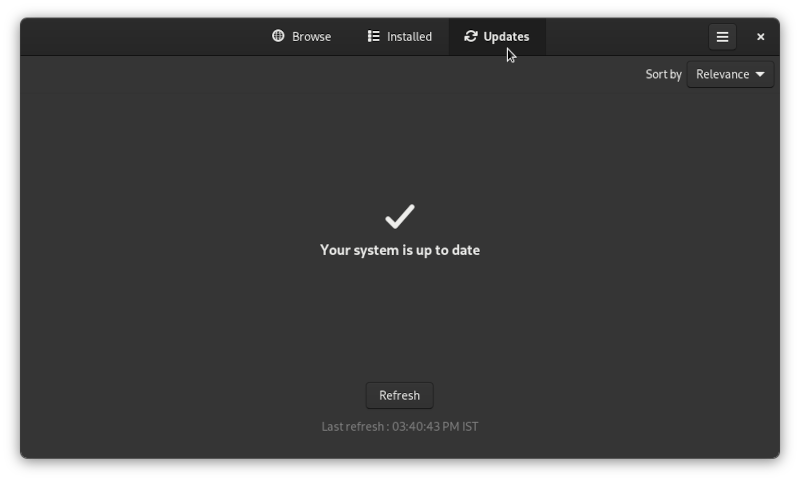 Browse Installed Updates
Sort by Relevance
Your system is up to date
Refresh
Last refresh : 03:40:43 PM IST